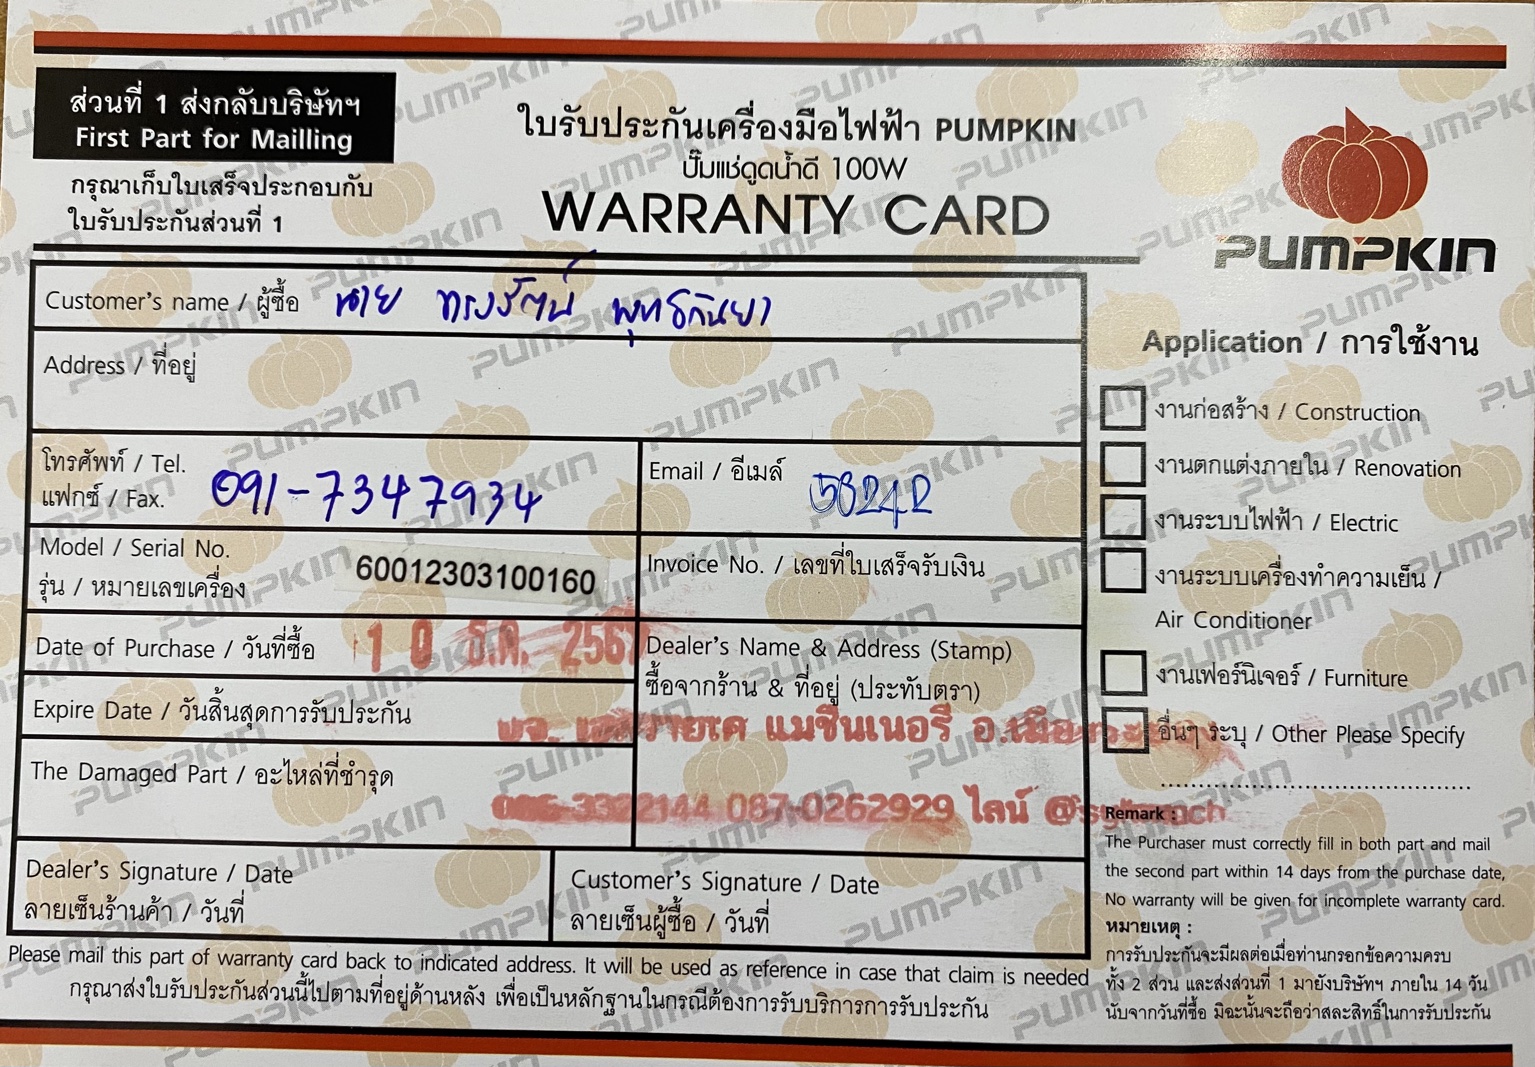 ส่วนที่ 1 ส่งกลับบริษัทฯ
First Part for Mailling
กรุณาเก็บใบเสร็จประกอบกับ
ใบรับประกันส่วนที่ 1
ใบรับประกันเครื่องมือไฟฟ้า PUMPKIN
ปั๊มแช่ดูดน้ำดี 100W
WARRANTY CARD
PUMPKIN
Customer's name / ผู้ซื้อ นาย ทรงรัตน์ พุทธกันยา
Address / ที่อยู่
โทรศัพท์ / Tel.
แฟกซ์ / Fax. 091-7347934
Email / อีเมล์ 58242
Model / Serial No.
รุ่น / หมายเลขเครื่อง 60012303100160
Invoice No. / เลขที่ใบเสร็จรับเงิน
Date of Purchase / วันที่ซื้อ 10 ธ.ค. 2567
Expire Date / วันสิ้นสุดการรับประกัน
The Damaged Part / อะไหล่ที่ชำรุด
Dealer's Name & Address (Stamp)
ซื้อจากร้าน & ที่อยู่ (ประทับตรา)
แมชชีนเนอรี่
087-0262929 ไลน์
Dealer's Signature / Date
ลายเซ็นร้านค้า / วันที่
Customer's Signature / Date
ลายเซ็นผู้ซื้อ / วันที่
Please mail this part of warranty card back to indicated address. It will be used as reference in case that claim is needed
กรุณาส่งใบรับประกันส่วนนี้ไปตามที่อยู่ด้านหลัง เพื่อเป็นหลักฐานในกรณีต้องการรับบริการการรับประกัน
Application / การใช้งาน
งานก่อสร้าง / Construction
งานตกแต่งภายใน / Renovation
งานระบบไฟฟ้า / Electric
งานระบบเครื่องทำความเย็น /
Air Conditioner
งานเฟอร์นิเจอร์ / Furniture
อื่นๆ ระบุ / Other Please Specify
Remark :
The Purchaser must correctly fill in both part and mail
the second part within 14 days from the purchase date,
No warranty will be given for incomplete warranty card.
หมายเหตุ :
การรับประกันจะมีผลต่อเมื่อท่านกรอกข้อความครบ
ทั้ง 2 ส่วน และส่งส่วนที่ 1 มายังบริษัทฯ ภายใน 14 วัน
นับจากวันที่ซื้อ มิฉะนั้นจะถือว่าสละสิทธิ์ในการรับประกัน